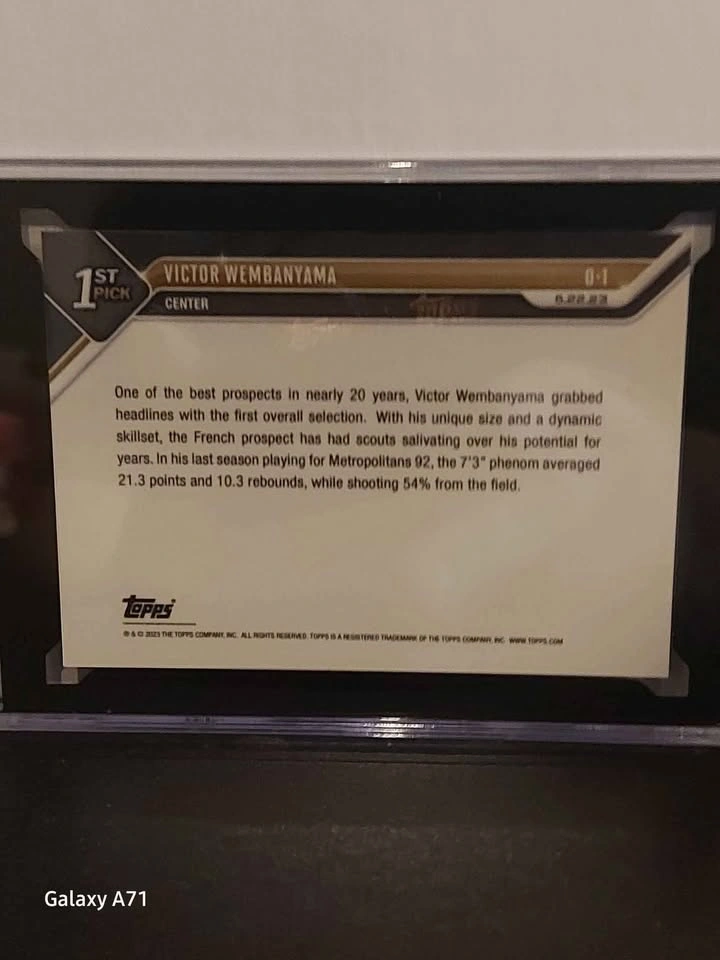 1ST PICK
VICTOR WEMBANYAMA
0-1
CENTER
6.22.23
One of the best prospects in nearly 20 years, Victor Wembanyama grabbed
headlines with the first overall selection. With his unique size and a dynamic
skillset, the French prospect has had scouts salivating over his potential for
years. In his last season playing for Metropolitans 92, the 7'3" phenom averaged
21.3 points and 10.3 rebounds, while shooting 54% from the field.
Topps
® & © 2023 THE TOPPS COMPANY, INC. ALL RIGHTS RESERVED. TOPPS IS A REGISTERED TRADEMARK OF THE TOPPS COMPANY, INC. WWW.TOPPS.COM
Galaxy A71